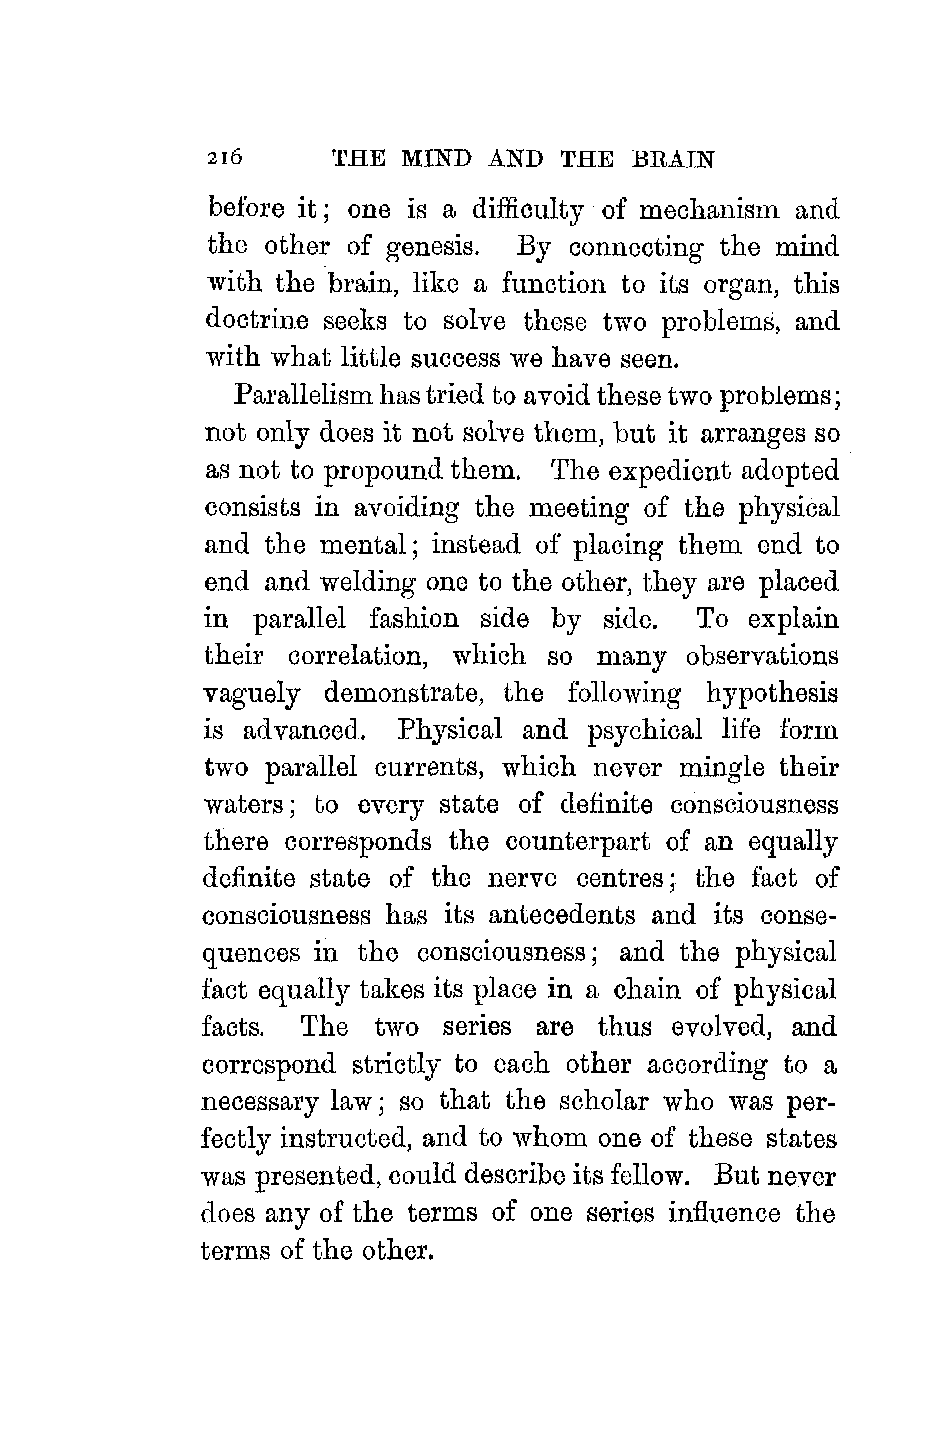 216 THE MIND AND THE BRAIN
before it; one is a difficulty of mechanism and
the other of genesis. By connecting the mind
with the brain, like a function to its organ, this
doctrine seeks to solve these two problems, and
with what little success we have seen.
Parallelism has tried to avoid these two problems;
not only does it not solve them, but it arranges so
as not to propound them. The expedient adopted
consists in avoiding the meeting of the physical
and the mental; instead of placing them end to
end and welding one to the other, they are placed
in parallel fashion side by side. To explain
their correlation, which so many observations
vaguely demonstrate, the following hypothesis
is advanced. Physical and psychical life form
two parallel currents, which never mingle their
waters; to every state of definite consciousness
there corresponds the counterpart of an equally
definite state of the nerve centres; the fact of
consciousness has its antecedents and its conse-
quences in the consciousness; and the physical
fact equally takes its place in a chain of physical
facts. The two series are thus evolved, and
correspond strictly to each other according to a
necessary law; so that the scholar who was per-
fectly instructed, and to whom one of these states
was presented, could describe its fellow. But never
does any of the terms of one series influence the
terms of the other.